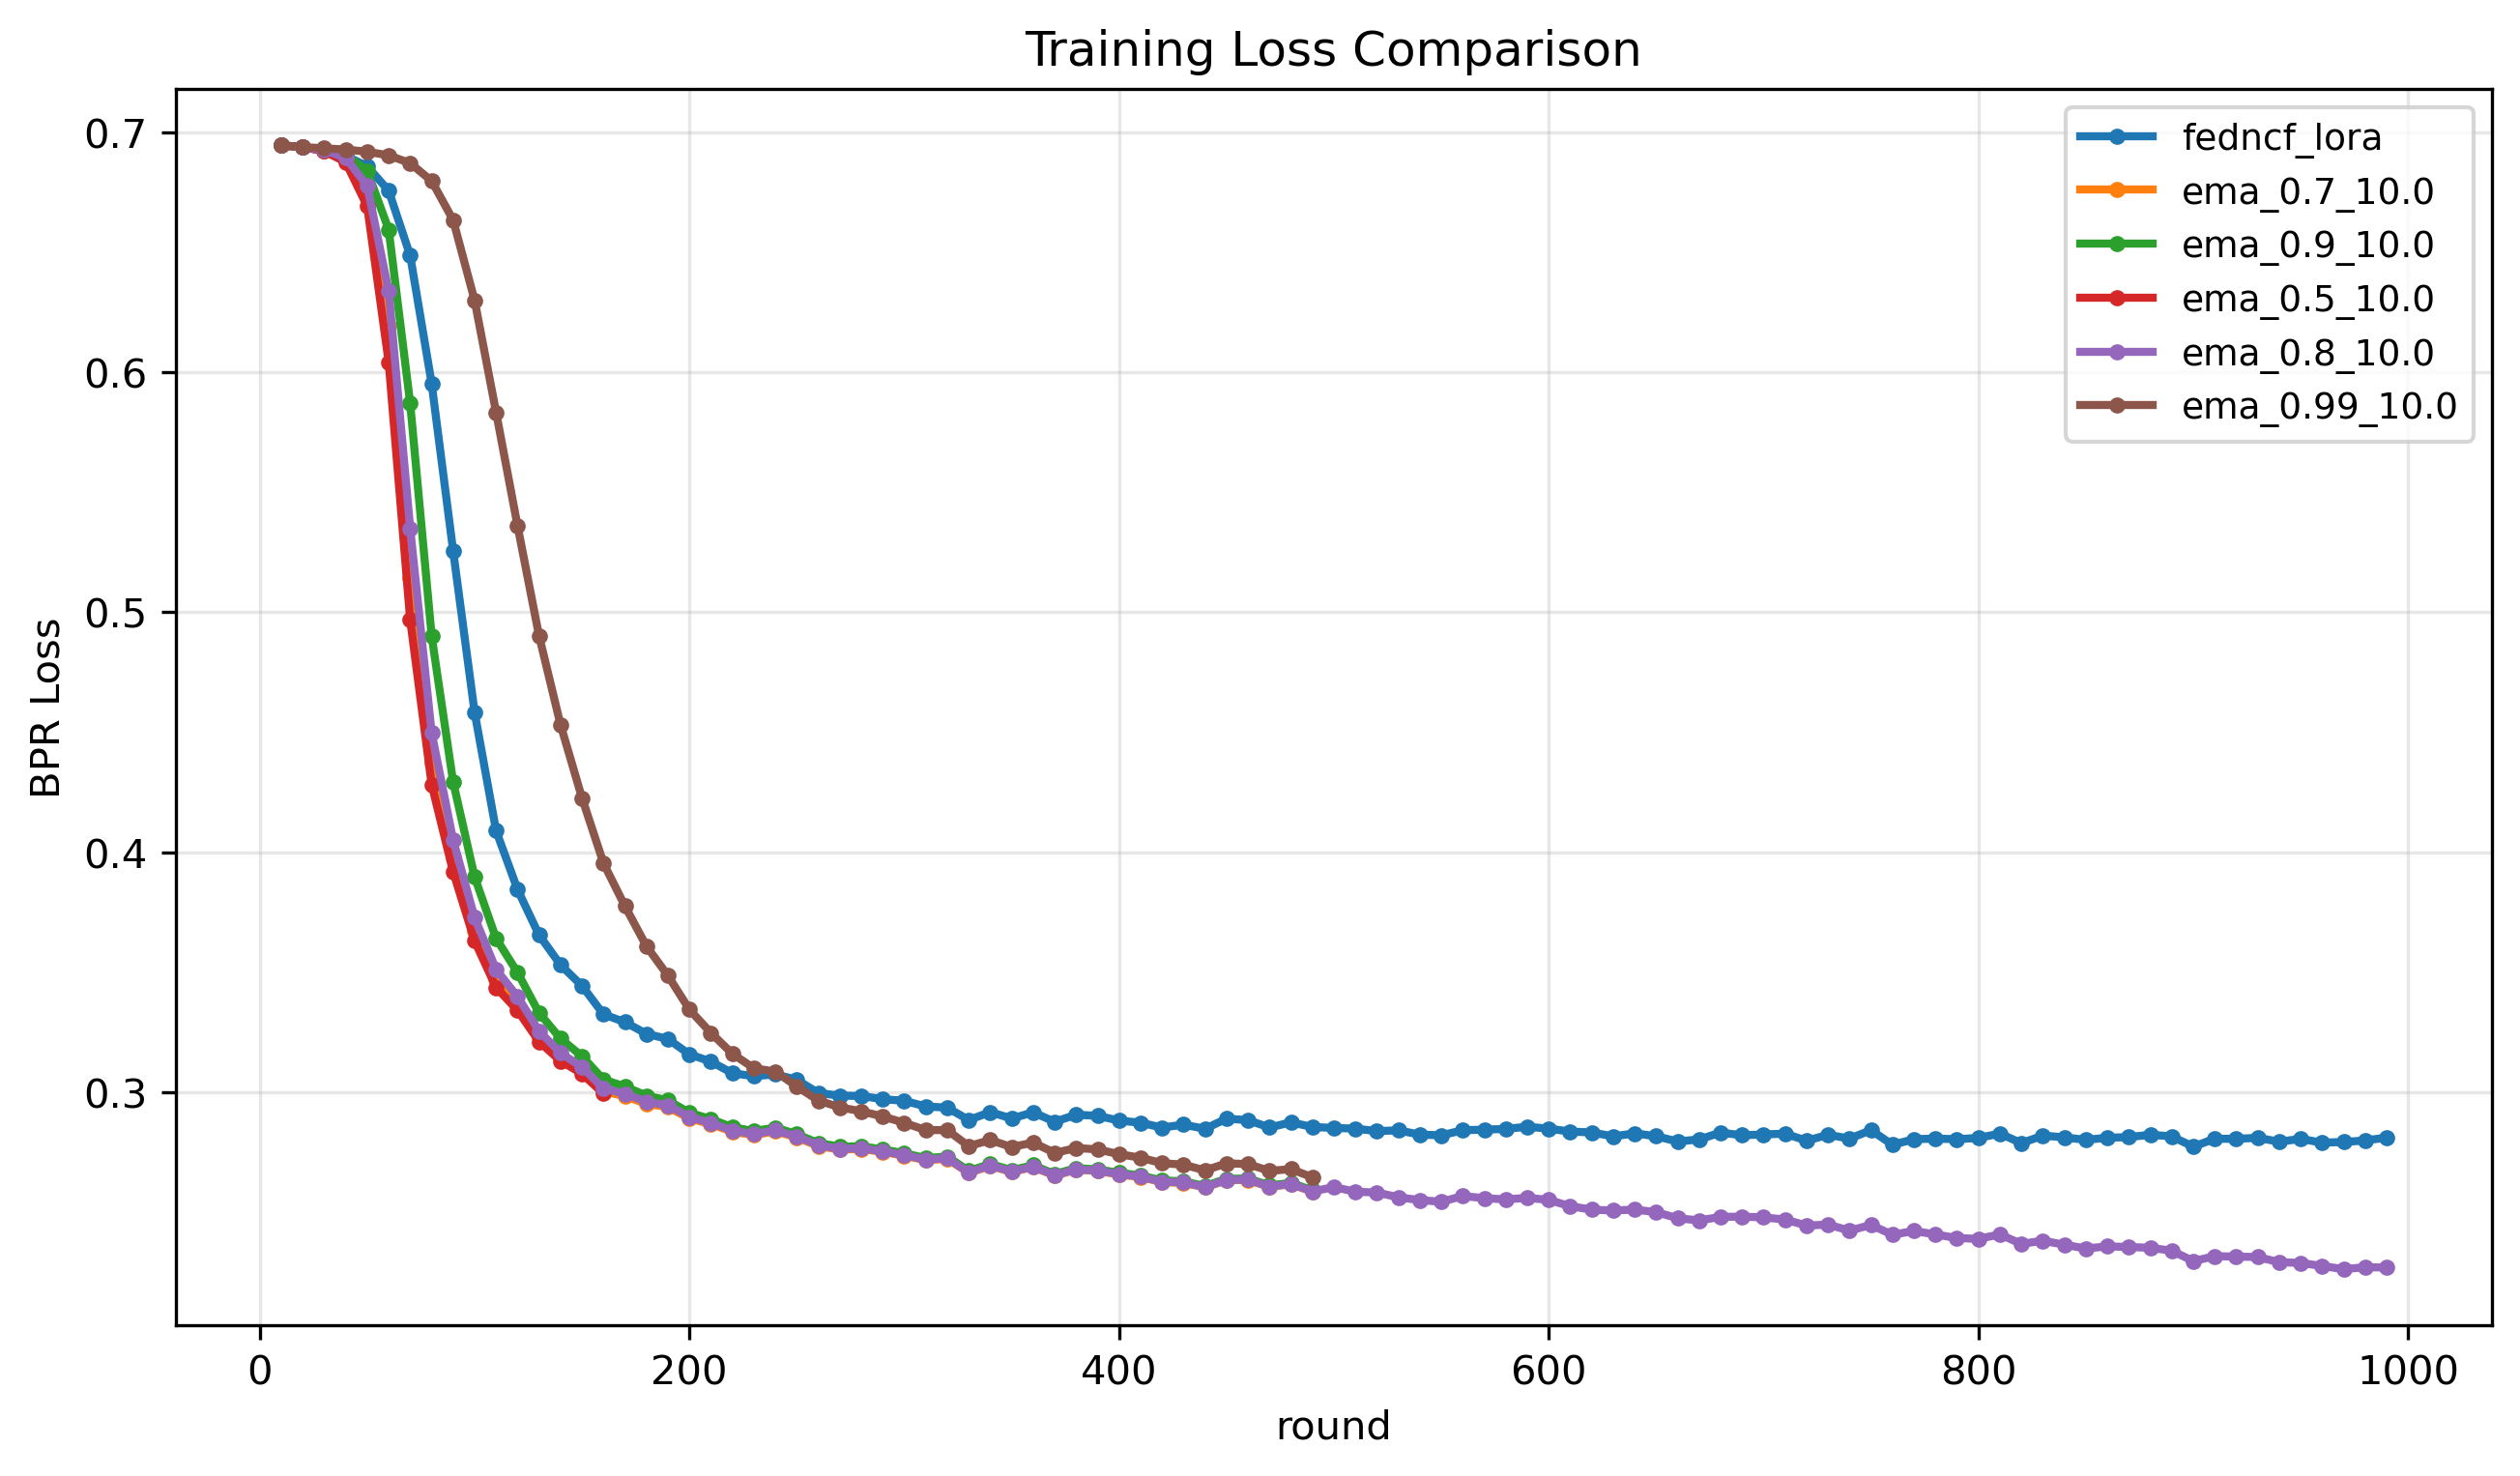 Training Loss Comparison
0.7
0.6
0.5
0.4
0.3
BPR Loss
fedncf_lora
ema_0.7_10.0
ema_0.9_10.0
ema_0.5_10.0
ema_0.8_10.0
ema_0.99_10.0
0 200 400 600 800 1000
round